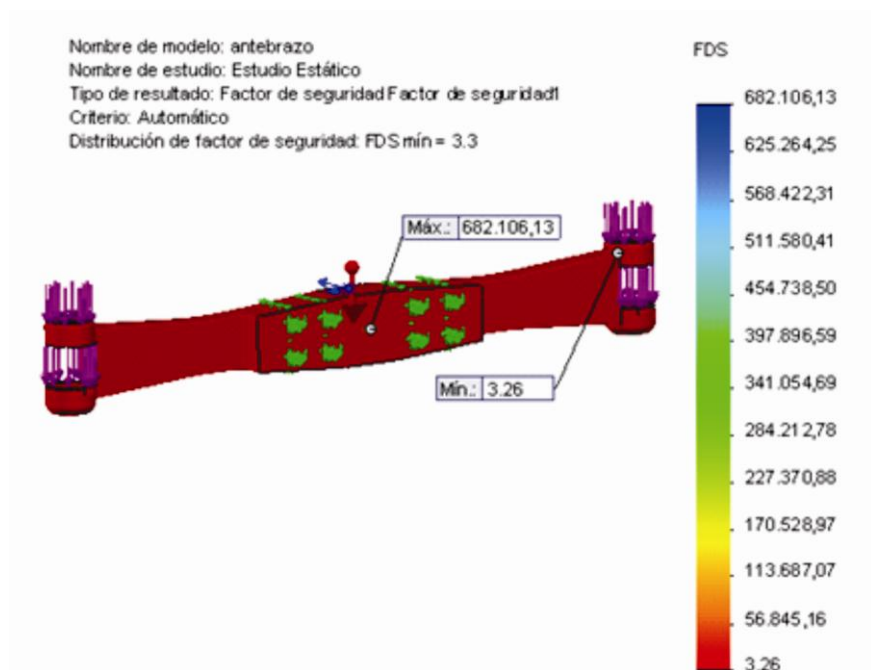 Nombre de modelo: antebrazo
Nombre de estudio: Estudio Estático
Tipo de resultado: Factor de seguridad Factor de seguridad1
Criterio: Automático
Distribución de factor de seguridad: FDS mín = 3.3
FDS
682.106,13
625.264,25
568.422,31
511.580,41
454.738,50
397.896,59
341.054,69
284.212,78
227.370,88
170.528,97
113.687,07
56.845,16
3.26
Máx.: 682.106,13
Mín.: 3.26